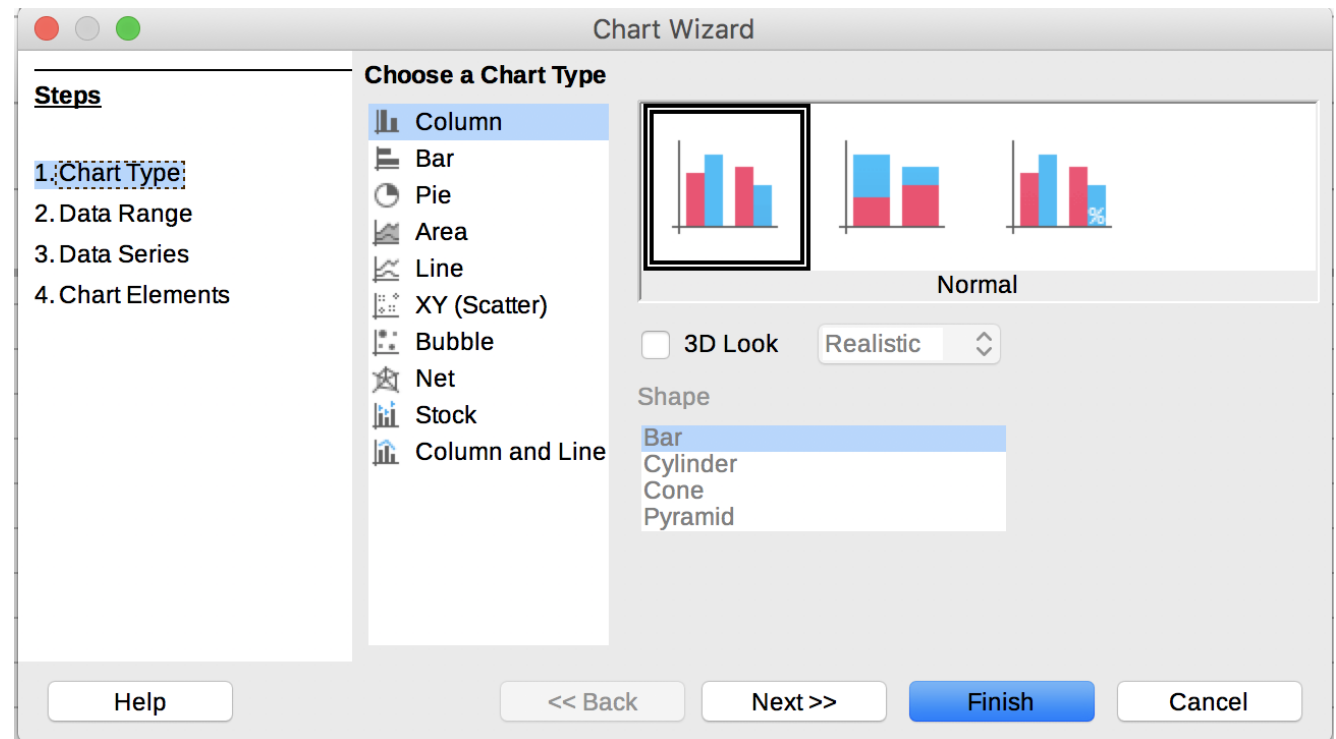 Chart Wizard
Steps
1. Chart Type
2. Data Range
3. Data Series
4. Chart Elements
Choose a Chart Type
Column
Bar
Pie
Area
Line
XY (Scatter)
Bubble
Net
Stock
Column and Line
%
Normal
3D Look Realistic
Shape
Bar
Cylinder
Cone
Pyramid
Help << Back Next >> Finish Cancel